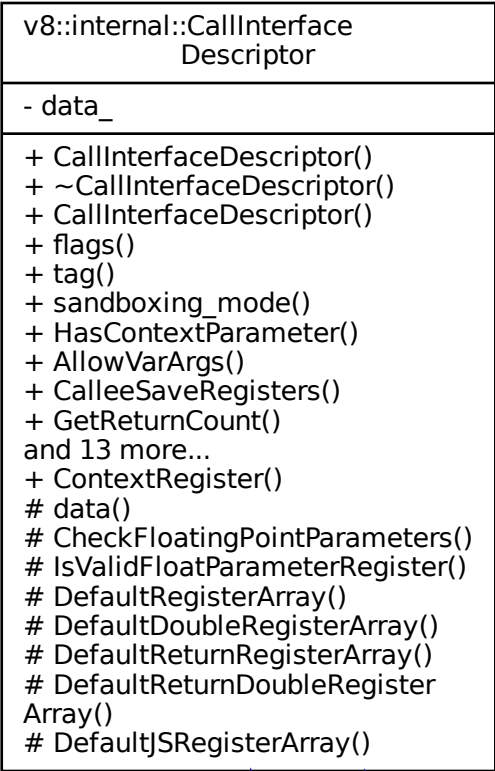 v8::internal::CallInterface
Descriptor
- data_
+ CallInterfaceDescriptor()
+ ~CallInterfaceDescriptor()
+ CallInterfaceDescriptor()
+ flags()
+ tag()
+ sandboxing_mode()
+ HasContextParameter()
+ AllowVarArgs()
+ CalleeSaveRegisters()
+ GetReturnCount()
and 13 more...
+ ContextRegister()
# data()
# CheckFloatingPointParameters()
# IsValidFloatParameterRegister()
# DefaultRegisterArray()
# DefaultDoubleRegisterArray()
# DefaultReturnRegisterArray()
# DefaultReturnDoubleRegister
Array()
# DefaultJSRegisterArray()